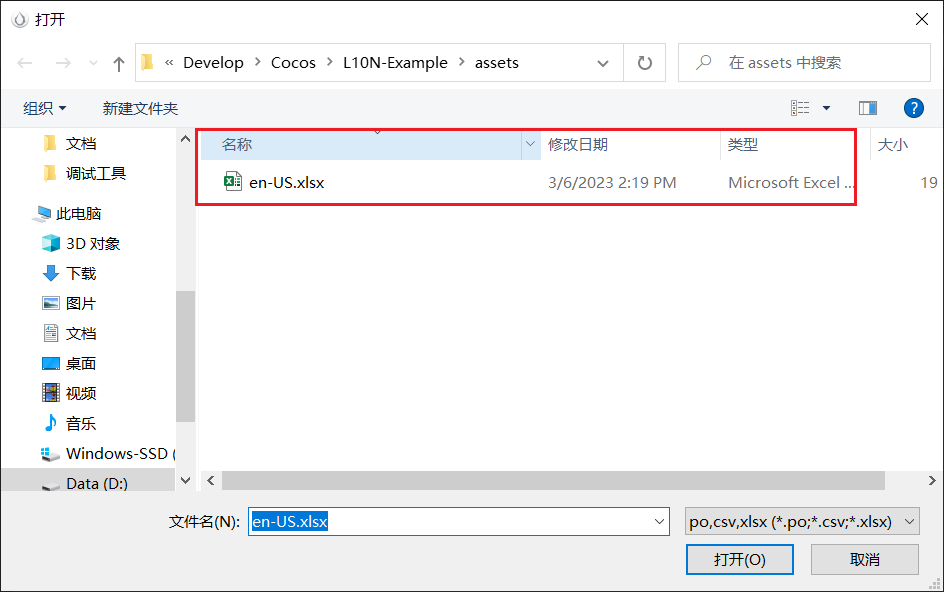 打开
« Develop > Cocos > L10N-Example > assets
在 assets 中搜索
组织 新建文件夹
?
文档
调试工具
此电脑
3D 对象
下载
图片
文档
桌面
视频
音乐
Windows-SSD (
Data (D:)
名称 修改日期 类型 大小
en-US.xlsx 3/6/2023 2:19 PM Microsoft Excel ... 19
文件名(N): en-US.xlsx po,csv,xlsx (*.po;*.csv;*.xlsx)
打开(O) 取消